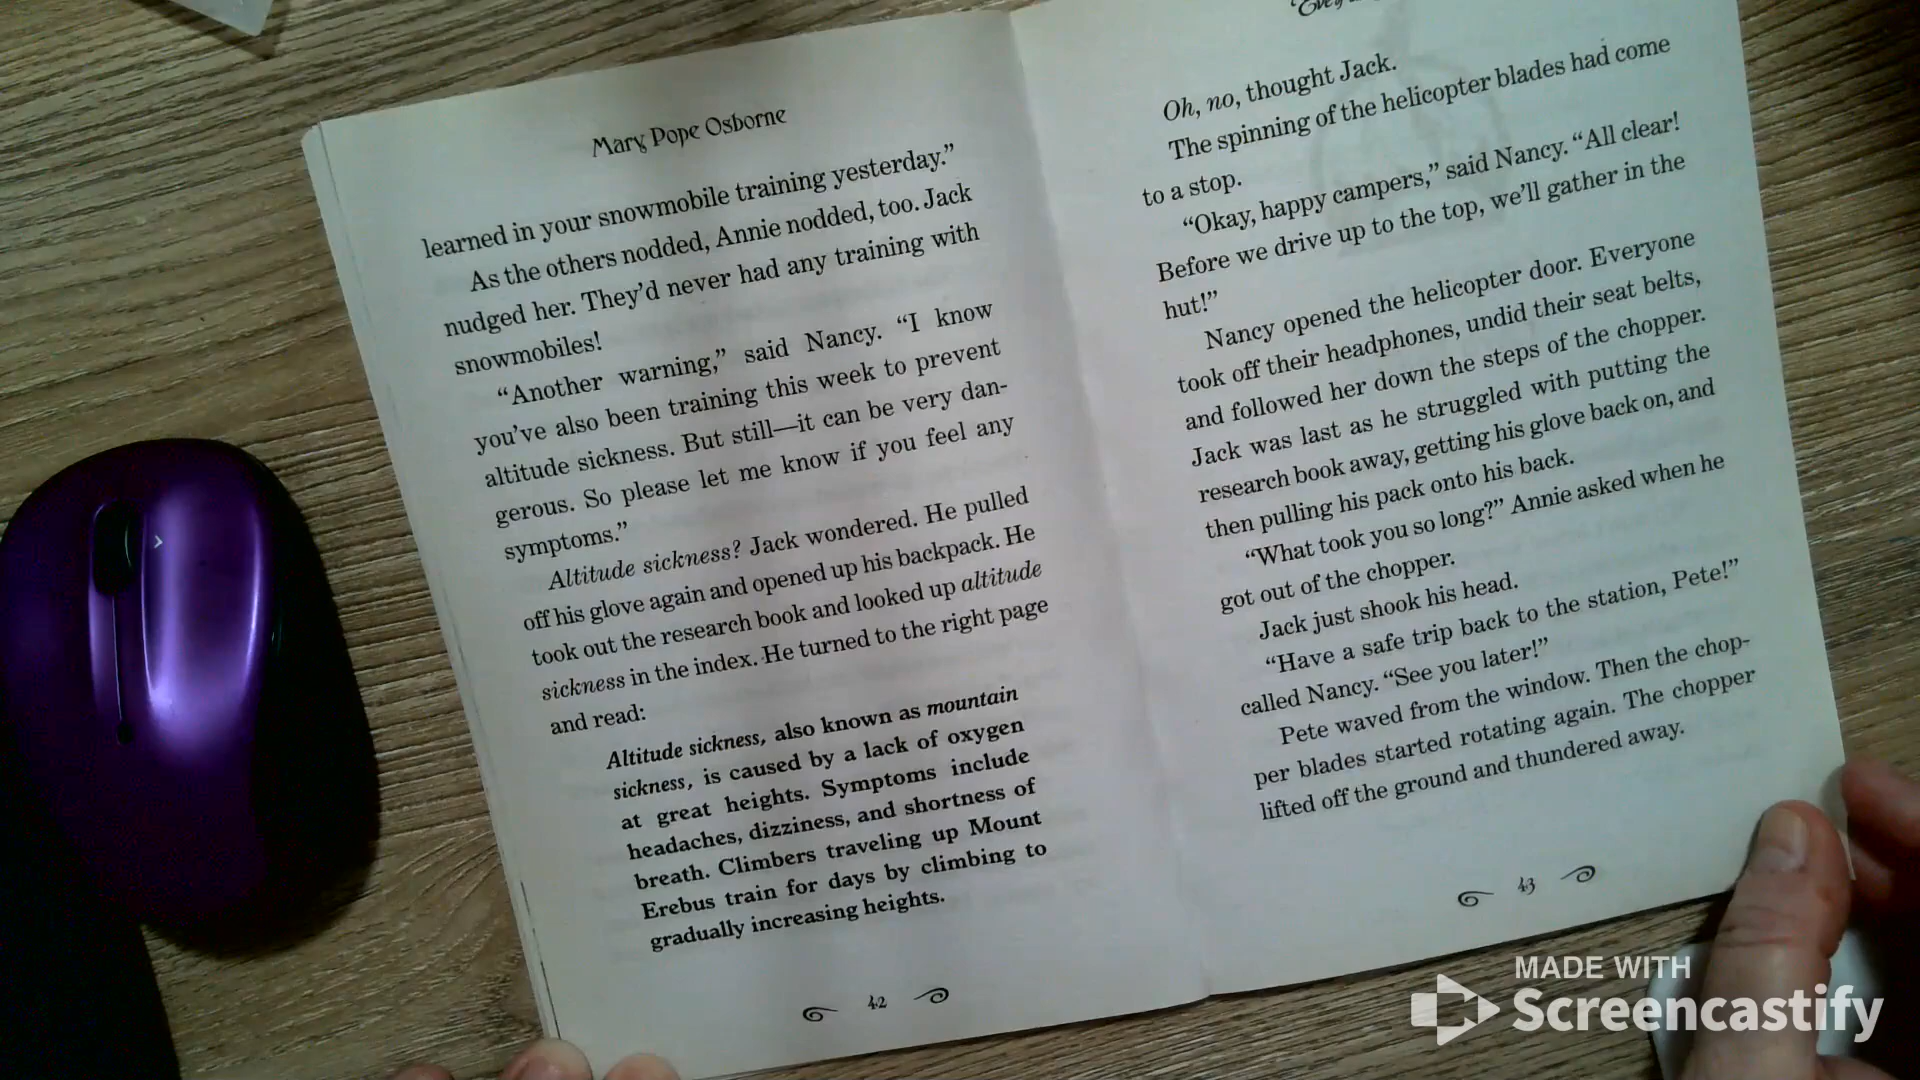 Mary Pope Osborne
learned in your snowmobile training yesterday.”
As the others nodded, Annie nodded, too. Jack
nudged her. They’d never had any training with
snowmobiles!
“Another warning,” said Nancy. “I know
you’ve also been training this week to prevent
altitude sickness. But still—it can be very dan-
gerous. So please let me know if you feel any
symptoms.”
Altitude sickness? Jack wondered. He pulled
off his glove again and opened up his backpack. He
took out the research book and looked up altitude
sickness in the index. He turned to the right page
and read:
Altitude sickness, also known as mountain
sickness, is caused by a lack of oxygen
at great heights. Symptoms include
headaches, dizziness, and shortness of
breath. Climbers traveling up Mount
Erebus train for days by climbing to
gradually increasing heights.
42
Oh, no, thought Jack.
The spinning of the helicopter blades had come
to a stop.
“Okay, happy campers,” said Nancy. “All clear!
Before we drive up to the top, we’ll gather in the
hut!”
Nancy opened the helicopter door. Everyone
took off their headphones, undid their seat belts,
and followed her down the steps of the chopper.
Jack was last as he struggled with putting the
research book away, getting his glove back on, and
then pulling his pack onto his back.
“What took you so long?” Annie asked when he
got out of the chopper.
Jack just shook his head.
“Have a safe trip back to the station, Pete!”
called Nancy. “See you later!”
Pete waved from the window. Then the chop-
per blades started rotating again. The chopper
lifted off the ground and thundered away.
43
MADE WITH
Screencastify